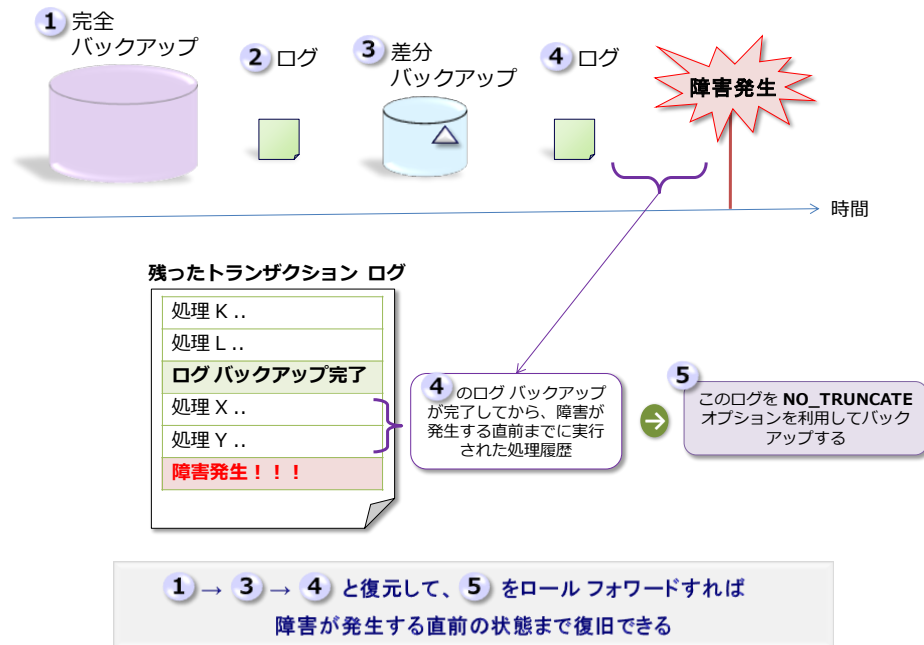 1 完全
バックアップ
2 ログ
3 差分
バックアップ
4 ログ
障害発生
時間
残ったトランザクション ログ
処理 K ..
処理 L ..
ログ バックアップ完了
処理 X ..
処理 Y ..
障害発生！！！
4 のログ バックアップ
が完了してから、障害が
発生する直前までに実行
された処理履歴
5
このログを NO_TRUNCATE
オプションを利用してバック
アップする
1 → 3 → 4 と復元して、 5 をロール フォワードすれば
障害が発生する直前の状態まで復旧できる